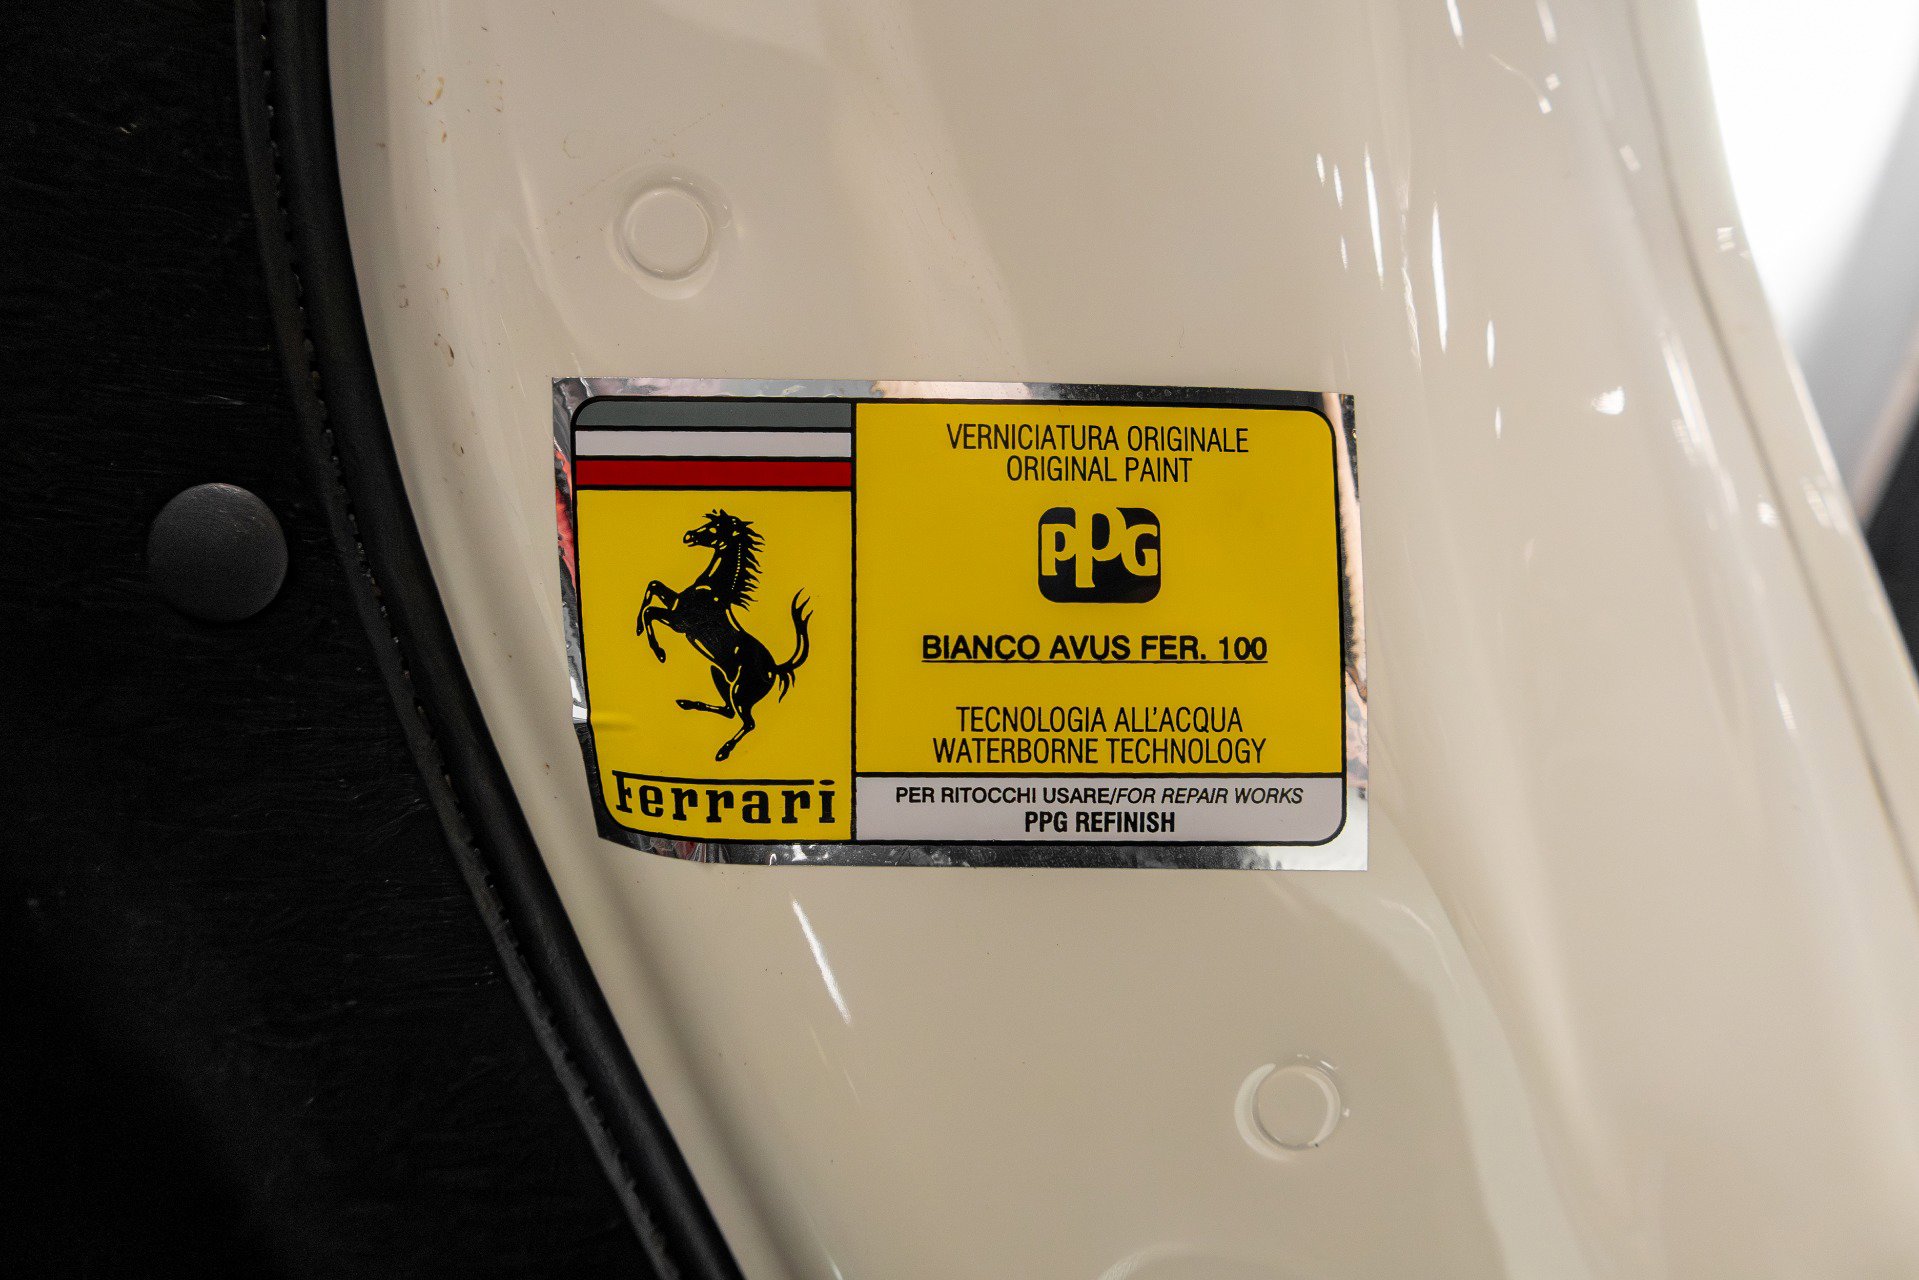 Ferrari
VERNICIATURA ORIGINALE
ORIGINAL PAINT
PPG
BIANCO AVUS FER. 100
TECNOLOGIA ALL'ACQUA
WATERBORNE TECHNOLOGY
PER RITOCCHI USARE/FOR REPAIR WORKS
PPG REFINISH